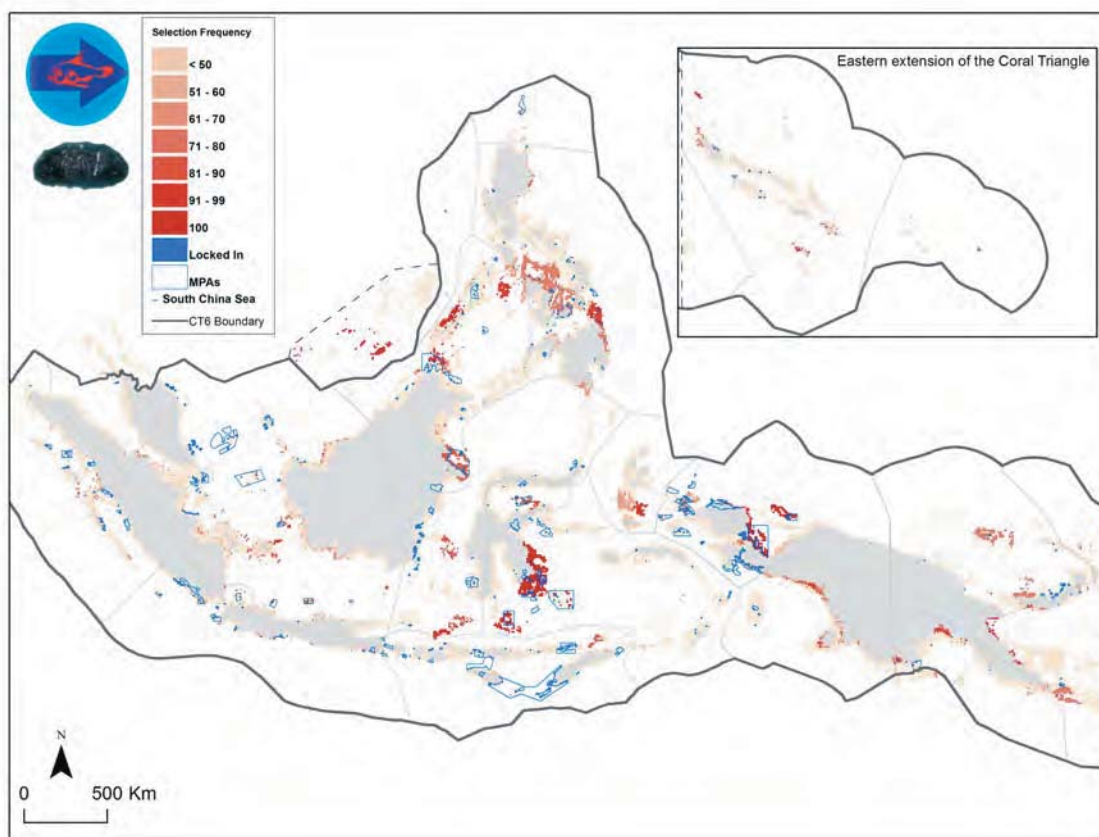 Selection Frequency
< 50
51 - 60
61 - 70
71 - 80
81 - 90
91 - 99
100
Locked In
MPAs
South China Sea
CT6 Boundary
Eastern extension of the Coral Triangle
N
0 500 Km